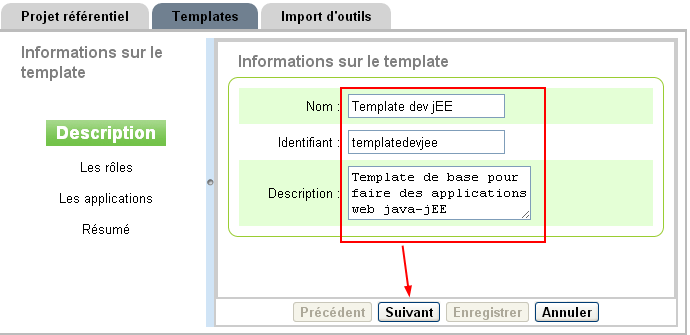 Projet référentiel
Templates
Import d'outils
Informations sur le
template
Description
Les rôles
Les applications
Résumé
Informations sur le template
Nom : Template dev jEE
Identifiant : templatedevjee
Description : Template de base pour
faire des applications
web java-jEE
Précédent Suivant Enregistrer Annuler